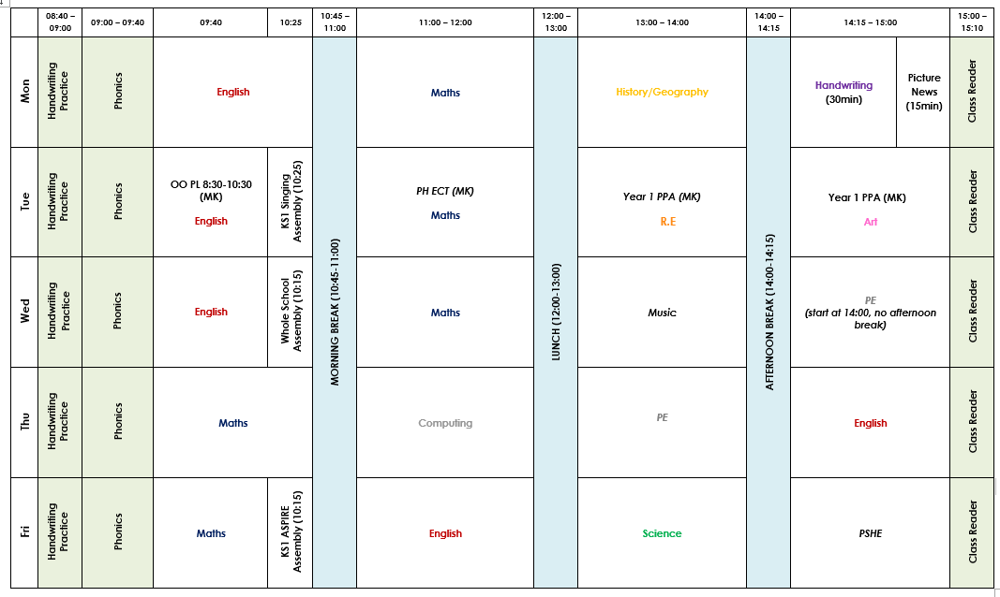 08:40 –
09:00
09:00 – 09:40
09:40
10:25
10:45 –
11:00
11:00 – 12:00
12:00 –
13:00
13:00 – 14:00
14:00 –
14:15
14:15 – 15:00
15:00 –
15:10
Mon
Handwriting
Practice
Phonics
English
Maths
History/Geography
Handwriting
(30min)
Picture
News
(15min)
Class Reader
Tue
Handwriting
Practice
Phonics
OO PL 8:30-10:30
(MK)
English
KS1 Singing
Assembly (10:25)
PH ECT (MK)
Maths
Year 1 PPA (MK)
R.E
Year 1 PPA (MK)
Art
Class Reader
MORNING BREAK (10:45-11:00)
LUNCH (12:00-13:00)
AFTERNOON BREAK (14:00-14:15)
Wed
Handwriting
Practice
Phonics
English
Whole School
Assembly (10:15)
Maths
Music
PE
(start at 14:00, no afternoon
break)
Class Reader
Thu
Handwriting
Practice
Phonics
Maths
Computing
PE
English
Class Reader
Fri
Handwriting
Practice
Phonics
Maths
KS1 ASPIRE
Assembly (10:15)
English
Science
PSHE
Class Reader